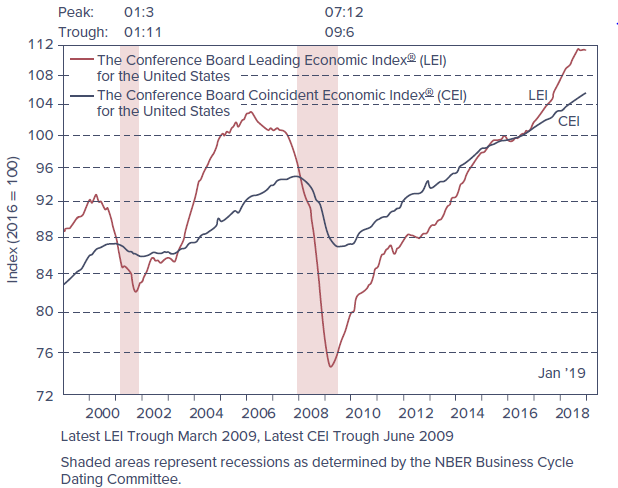 Peak: 01:3 07:12
Trough: 01:11 09:6
112
The Conference Board Leading Economic Index® (LEI)
for the United States
108
The Conference Board Coincident Economic Index® (CEI)
for the United States
LEI
104
CEI
100
96
92
88
84
80
76
72
Index (2016 = 100)
Jan '19
2000 2002 2004 2006 2008 2010 2012 2014 2016 2018
Latest LEI Trough March 2009, Latest CEI Trough June 2009
Shaded areas represent recessions as determined by the NBER Business Cycle
Dating Committee.